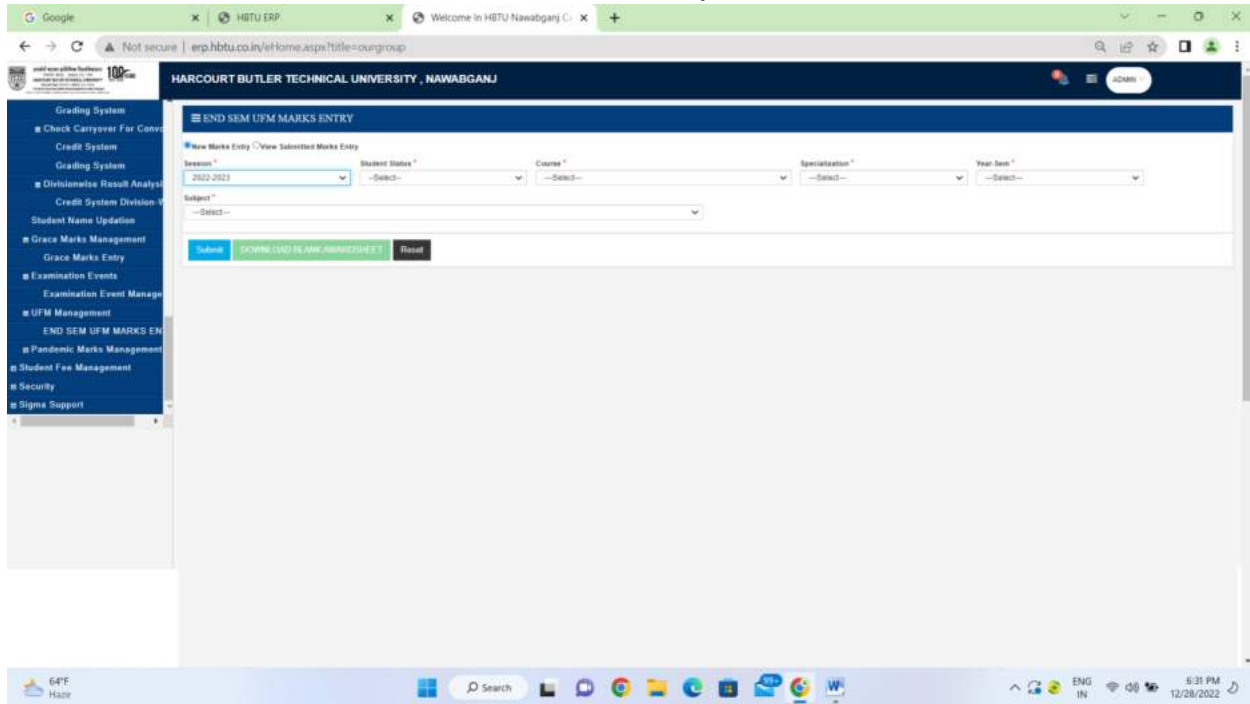 Google
HBTU ERP
Welcome In HBTU Nawabganj C
Not secure | erp.hbtu.co.in/eHome.aspx?title=ourgroup
HARCOURT BUTLER TECHNICAL UNIVERSITY , NAWABGANJ
ADMIN
Grading System
Check Carryover For Convo
Credit System
Grading System
Divisionwise Result Analysi
Credit System Division-W
Student Name Updation
Grace Marks Management
Grace Marks Entry
Examination Events
Examination Event Manage
UFM Management
END SEM UFM MARKS EN
Pandemic Marks Management
Student Fee Management
Security
Sigma Support
END SEM UFM MARKS ENTRY
New Marks Entry View Submitted Marks Entry
Session * Student Status * Course * Specialization * Year-Sem *
2022-2023 --Select-- ---Select--- ---Select--- ---Select---
Subject *
---Select---
Submit DOWNLOAD BLANK AWARDSHEET Reset
64°F
Haze
Search
99+
ENG
IN
6:31 PM
12/28/2022